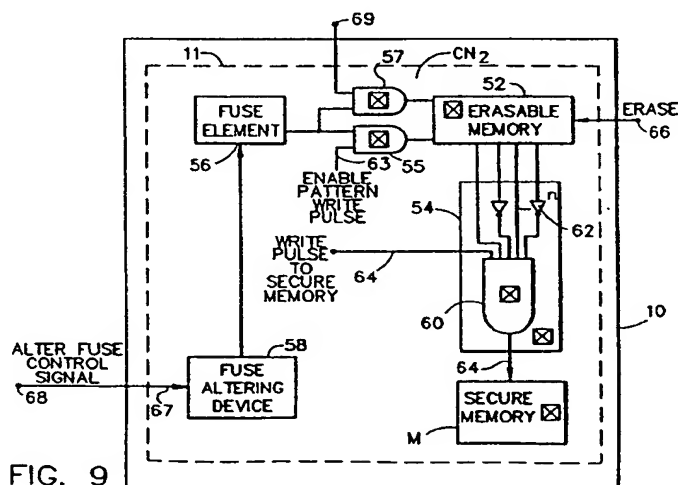 69
11
57
CN2
52
FUSE
ELEMENT
56
ERASABLE
MEMORY
ERASE
66
63
55
ENABLE
PATTERN
WRITE
PULSE
54
n
62
WRITE
PULSE
TO
SECURE
MEMORY
64
60
10
ALTER FUSE
CONTROL
SIGNAL
58
68
67
FUSE
ALTERING
DEVICE
64
SECURE
MEMORY
M
FIG. 9